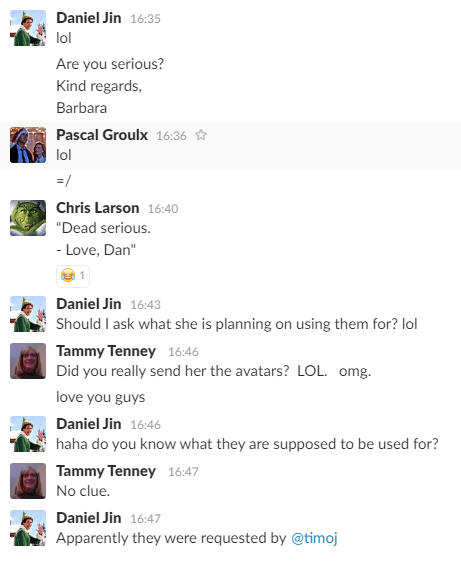 Daniel Jin 16:35
lol
Are you serious?
Kind regards,
Barbara
Pascal Groulx 16:36
lol
=/
Chris Larson 16:40
“Dead serious.
- Love, Dan"
1
Daniel Jin 16:43
Should I ask what she is planning on using them for? lol
Tammy Tenney 16:46
Did you really send her the avatars?  LOL.   omg.
love you guys
Daniel Jin 16:46
haha do you know what they are supposed to be used for?
Tammy Tenney 16:47
No clue.
Daniel Jin 16:47
Apparently they were requested by @timoj